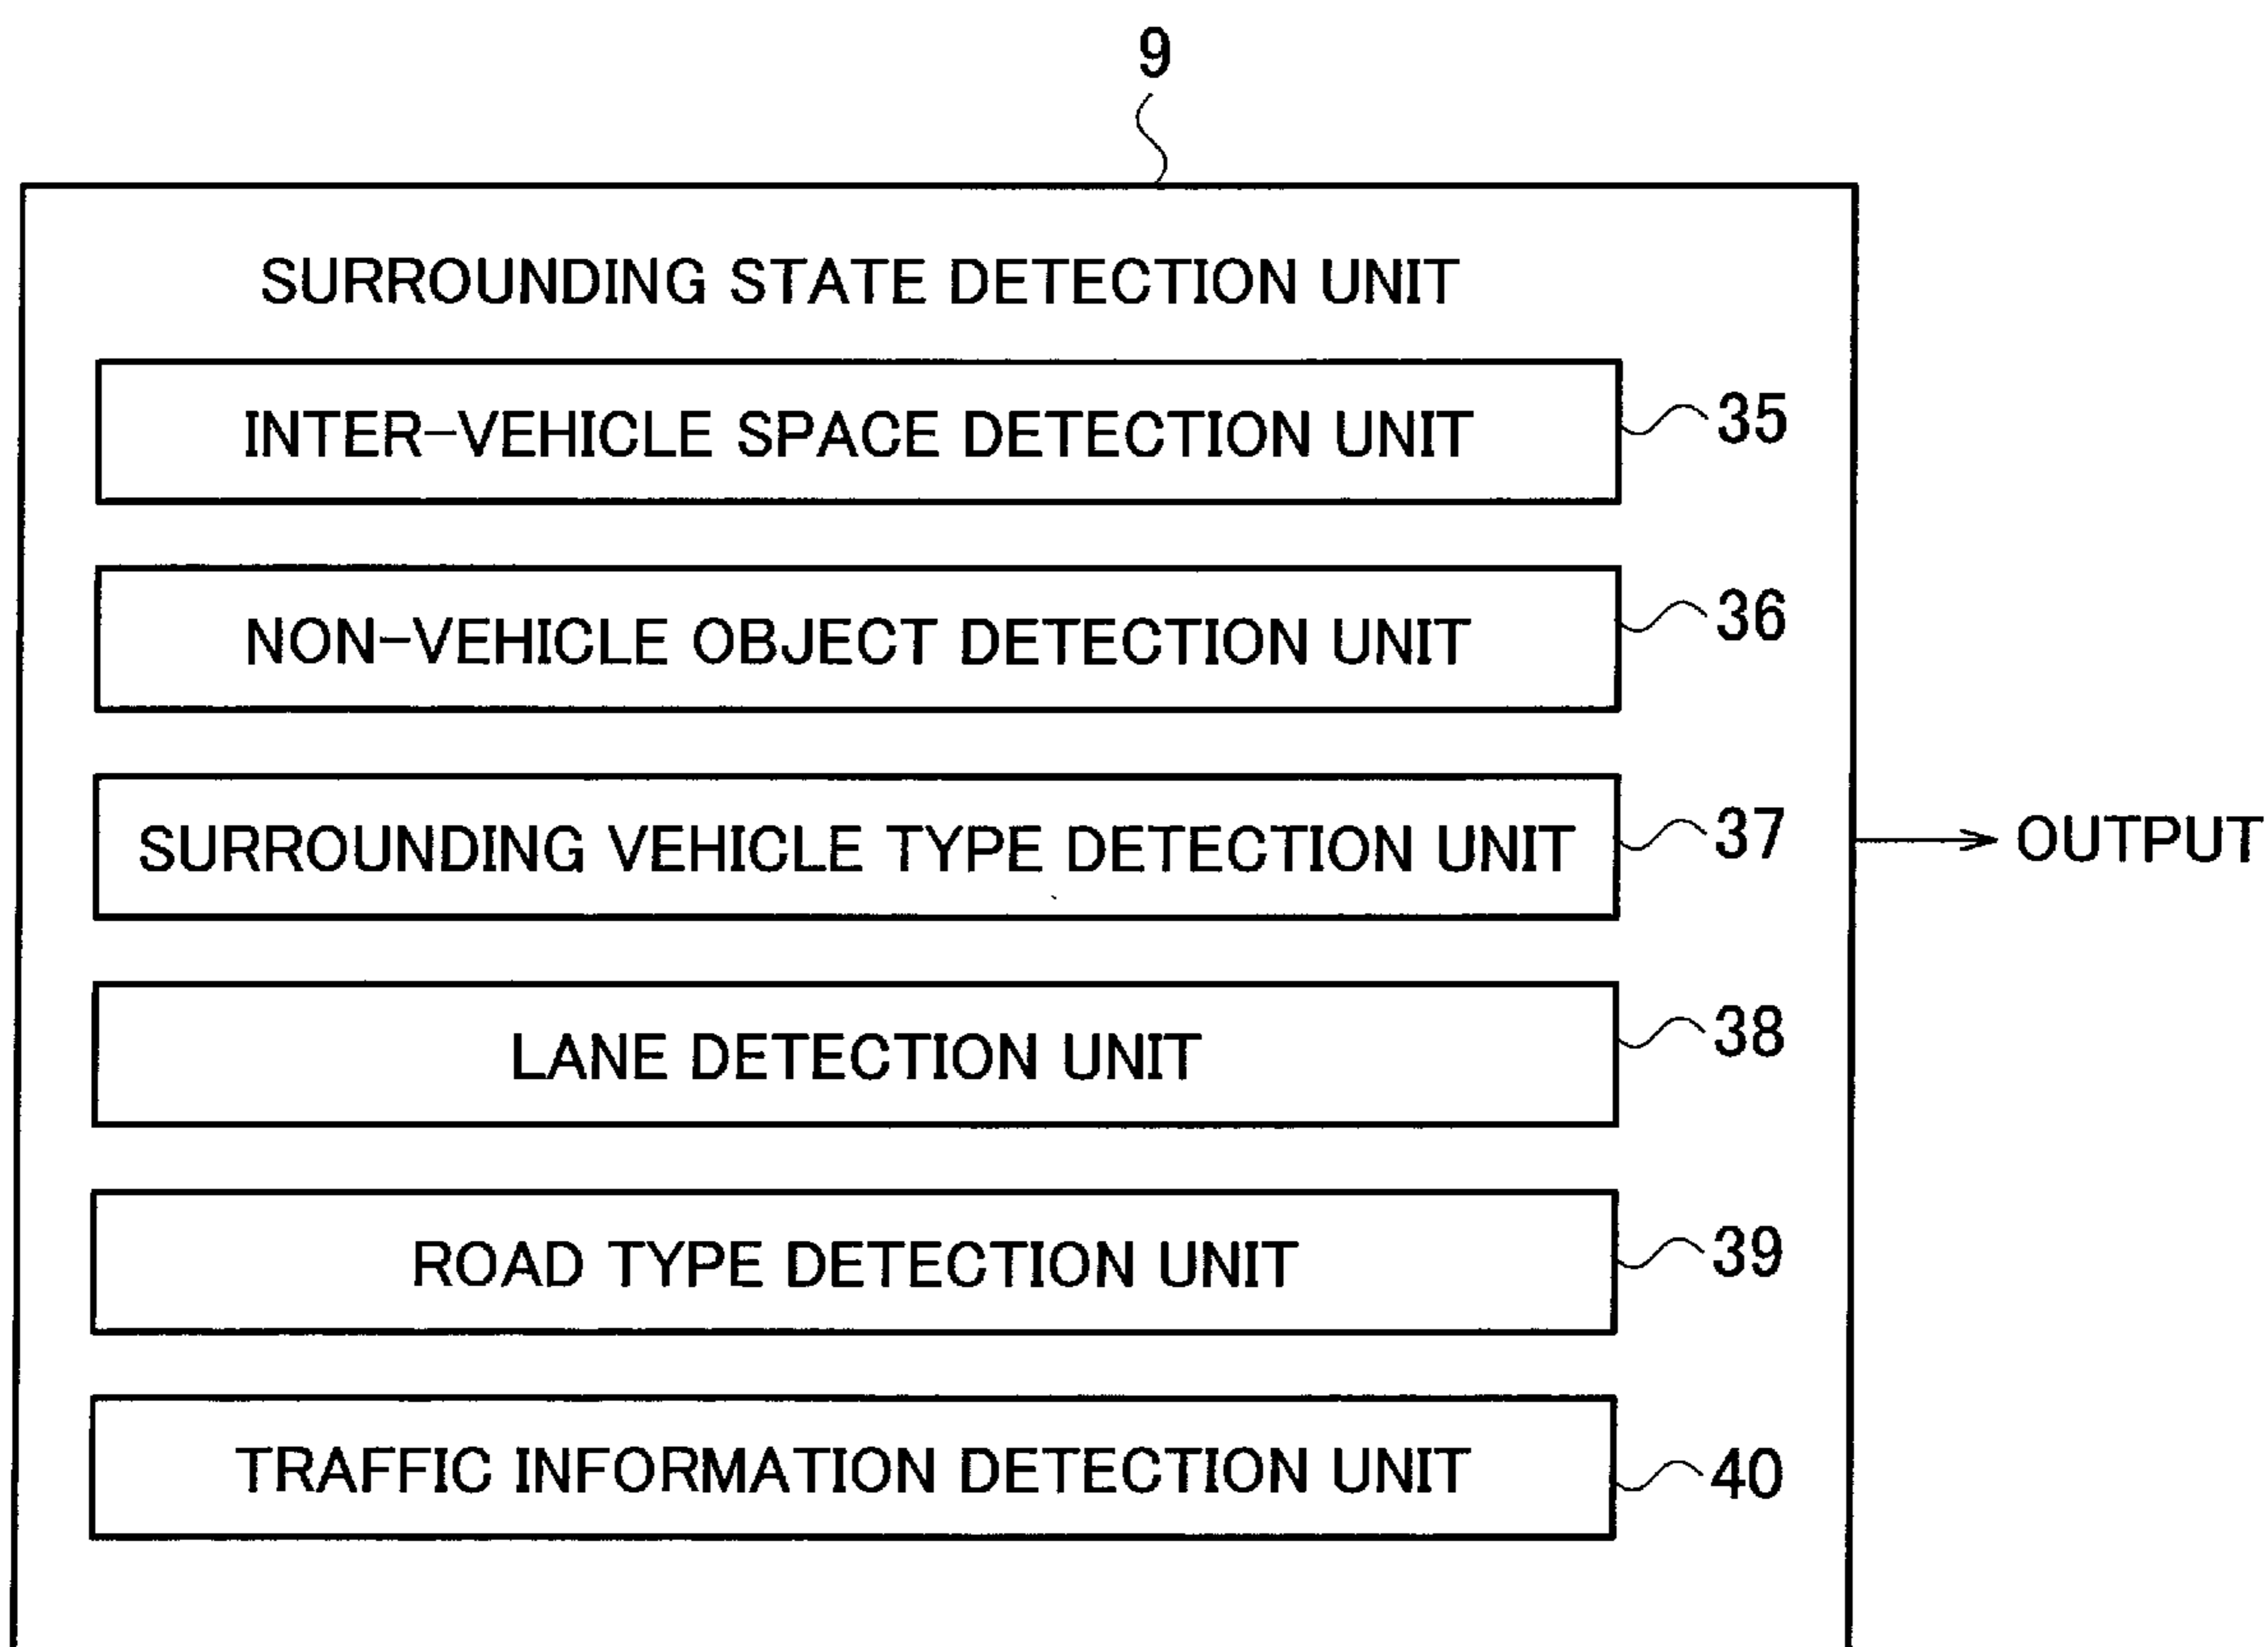 9
SURROUNDING STATE DETECTION UNIT
INTER-VEHICLE SPACE DETECTION UNIT
35
NON-VEHICLE OBJECT DETECTION UNIT
36
SURROUNDING VEHICLE TYPE DETECTION UNIT
37
OUTPUT
LANE DETECTION UNIT
38
ROAD TYPE DETECTION UNIT
39
TRAFFIC INFORMATION DETECTION UNIT
40